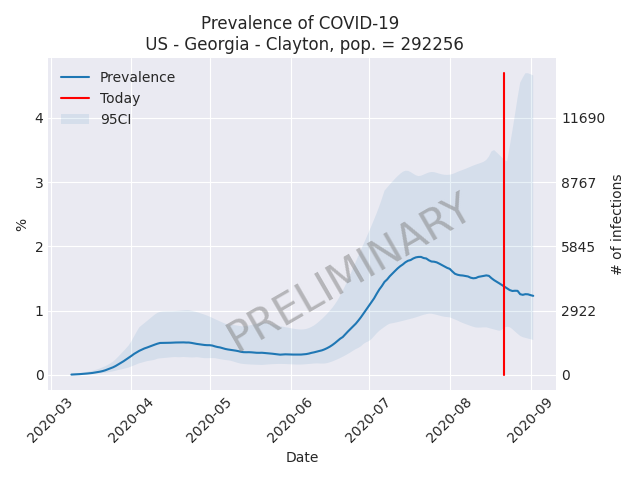 Prevalence of COVID-19
US - Georgia - Clayton, pop. = 292256
Prevalence
Today
95CI
PRELIMINARY
%
4
3
2
1
0
11690
8767
5845
2922
0
# of infections
2020-03
2020-04
2020-05
2020-06
2020-07
2020-08
2020-09
Date